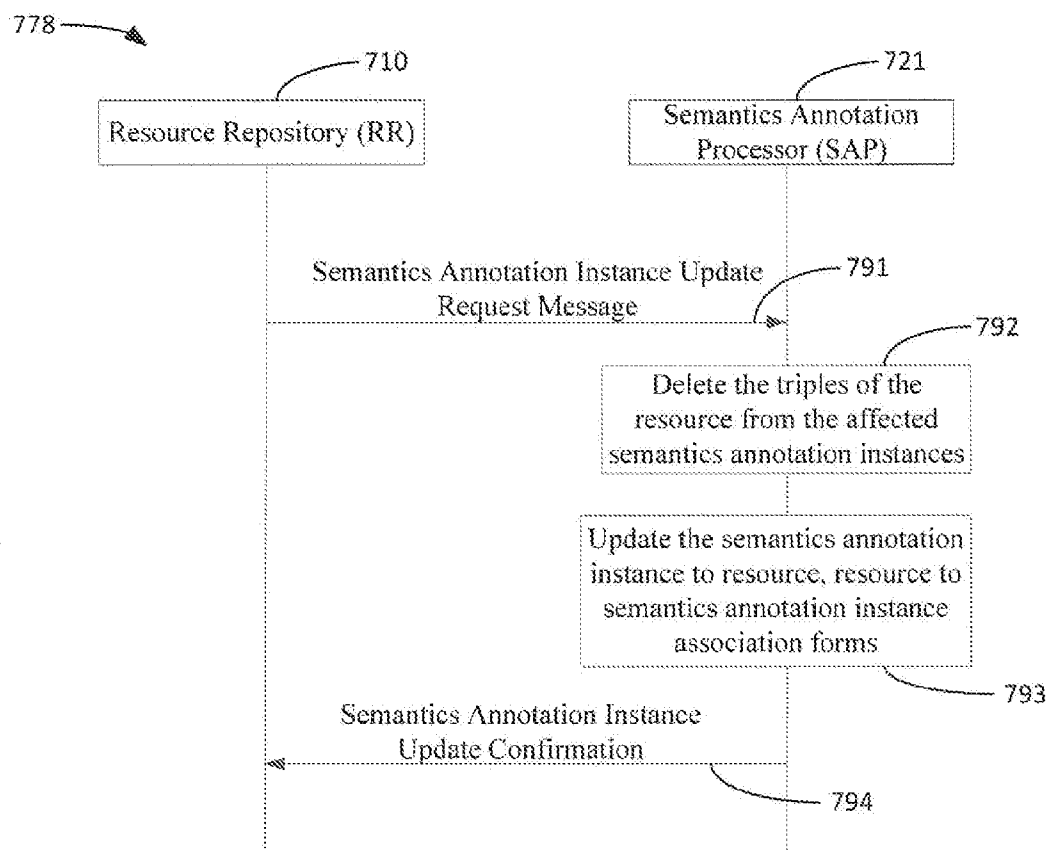 778
710
721
Resource Repository (RR)
Semantics Annotation
Processor (SAP)
Semantics Annotation Instance Update
Request Message
791
792
Delete the triples of the
resource from the affected
semantics annotation instances
Update the semantics annotation
instance to resource, resource to
semantics annotation instance
association forms
793
Semantics Annotation Instance
Update Confirmation
794